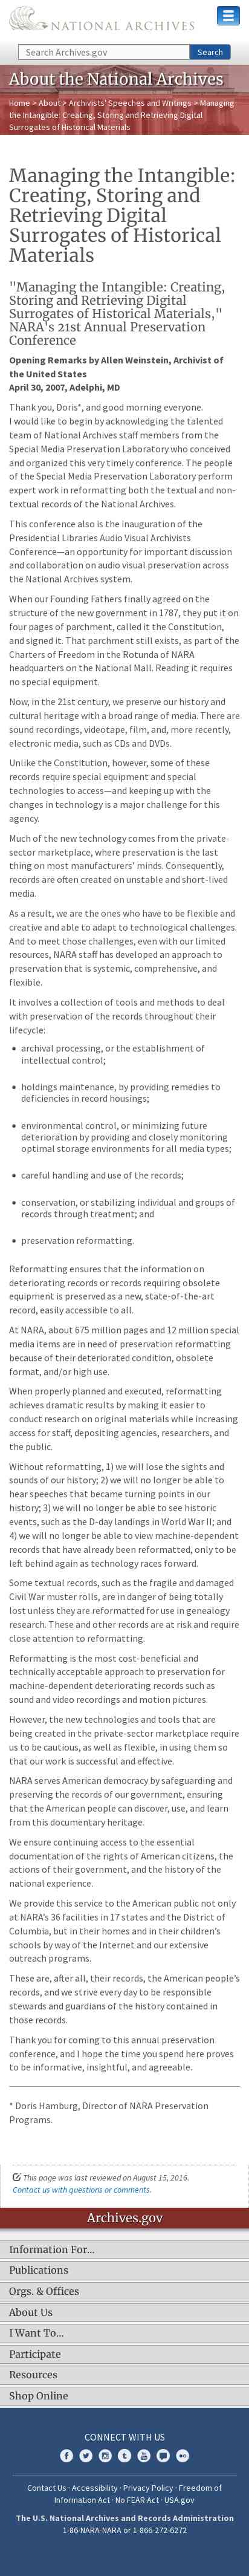 NATIONAL ARCHIVES
Search Archives.gov
Search
About the National Archives
Home > About > Archivists' Speeches and Writings > Managing
the Intangible: Creating, Storing and Retrieving Digital
Surrogates of Historical Materials
Managing the Intangible:
Creating, Storing and
Retrieving Digital
Surrogates of Historical
Materials
"Managing the Intangible: Creating,
Storing and Retrieving Digital
Surrogates of Historical Materials,"
NARA's 21st Annual Preservation
Conference
Opening Remarks by Allen Weinstein, Archivist of
the United States
April 30, 2007, Adelphi, MD
Thank you, Doris*, and good morning everyone.
I would like to begin by acknowledging the talented
team of National Archives staff members from the
Special Media Preservation Laboratory who conceived
and organized this very timely conference. The people
of the Special Media Preservation Laboratory perform
expert work in reformatting both the textual and non-
textual records of the National Archives.
This conference also is the inauguration of the
Presidential Libraries Audio Visual Archivists
Conference—an opportunity for important discussion
and collaboration on audio visual preservation across
the National Archives system.
When our Founding Fathers finally agreed on the
structure of the new government in 1787, they put it on
four pages of parchment, called it the Constitution,
and signed it. That parchment still exists, as part of the
Charters of Freedom in the Rotunda of NARA
headquarters on the National Mall. Reading it requires
no special equipment.
Now, in the 21st century, we preserve our history and
cultural heritage with a broad range of media. There are
sound recordings, videotape, film, and, more recently,
electronic media, such as CDs and DVDs.
Unlike the Constitution, however, some of these
records require special equipment and special
technologies to access—and keeping up with the
changes in technology is a major challenge for this
agency.
Much of the new technology comes from the private-
sector marketplace, where preservation is the last
thing on most manufacturers' minds. Consequently,
records are often created on unstable and short-lived
media.
As a result, we are the ones who have to be flexible and
creative and able to adapt to technological challenges.
And to meet those challenges, even with our limited
resources, NARA staff has developed an approach to
preservation that is systemic, comprehensive, and
flexible.
It involves a collection of tools and methods to deal
with preservation of the records throughout their
lifecycle:
• archival processing, or the establishment of
intellectual control;
• holdings maintenance, by providing remedies to
deficiencies in record housings;
• environmental control, or minimizing future
deterioration by providing and closely monitoring
optimal storage environments for all media types;
• careful handling and use of the records;
• conservation, or stabilizing individual and groups of
records through treatment; and
• preservation reformatting.
Reformatting ensures that the information on
deteriorating records or records requiring obsolete
equipment is preserved as a new, state-of-the-art
record, easily accessible to all.
At NARA, about 675 million pages and 12 million special
media items are in need of preservation reformatting
because of their deteriorated condition, obsolete
format, and/or high use.
When properly planned and executed, reformatting
achieves dramatic results by making it easier to
conduct research on original materials while increasing
access for staff, depositing agencies, researchers, and
the public.
Without reformatting, 1) we will lose the sights and
sounds of our history; 2) we will no longer be able to
hear speeches that became turning points in our
history; 3) we will no longer be able to see historic
events, such as the D-day landings in World War II; and
4) we will no longer be able to view machine-dependent
records that have already been reformatted, only to be
left behind again as technology races forward.
Some textual records, such as the fragile and damaged
Civil War muster rolls, are in danger of being totally
lost unless they are reformatted for use in genealogy
research. These and other records are at risk and require
close attention to reformatting.
Reformatting is the most cost-beneficial and
technically acceptable approach to preservation for
machine-dependent deteriorating records such as
sound and video recordings and motion pictures.
However, the new technologies and tools that are
being created in the private-sector marketplace require
us to be cautious, as well as flexible, in using them so
that our work is successful and effective.
NARA serves American democracy by safeguarding and
preserving the records of our government, ensuring
that the American people can discover, use, and learn
from this documentary heritage.
We ensure continuing access to the essential
documentation of the rights of American citizens, the
actions of their government, and the history of the
national experience.
We provide this service to the American public not only
at NARA's 36 facilities in 17 states and the District of
Columbia, but in their homes and in their children's
schools by way of the Internet and our extensive
outreach programs.
These are, after all, their records, the American people's
records, and we strive every day to be responsible
stewards and guardians of the history contained in
those records.
Thank you for coming to this annual preservation
conference, and I hope the time you spend here proves
to be informative, insightful, and agreeable.
* Doris Hamburg, Director of NARA Preservation
Programs.
This page was last reviewed on August 15, 2016.
Contact us with questions or comments.
Archives.gov
Information For...
Publications
Orgs. & Offices
About Us
I Want To...
Participate
Resources
Shop Online
CONNECT WITH US
Contact Us · Accessibility · Privacy Policy · Freedom of
Information Act · No FEAR Act · USA.gov
The U.S. National Archives and Records Administration
1-86-NARA-NARA or 1-866-272-6272